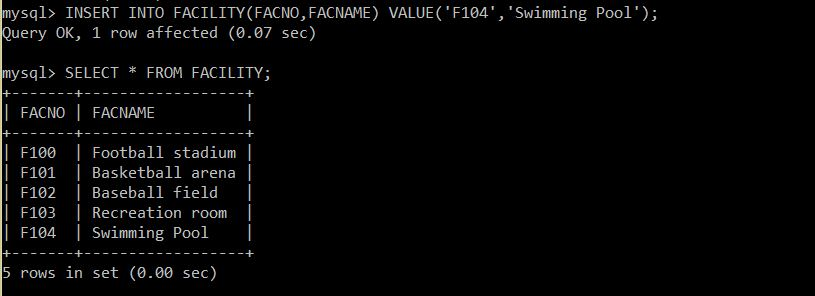 mysql> INSERT INTO FACILITY(FACNO,FACNAME) VALUE('F104','Swimming Pool');
Query OK, 1 row affected (0.07 sec)
mysql> SELECT * FROM FACILITY;
+-------+------------------+
| FACNO | FACNAME          |
+-------+------------------+
| F100  | Football stadium |
| F101  | Basketball arena |
| F102  | Baseball field   |
| F103  | Recreation room  |
| F104  | Swimming Pool    |
+-------+------------------+
5 rows in set (0.00 sec)